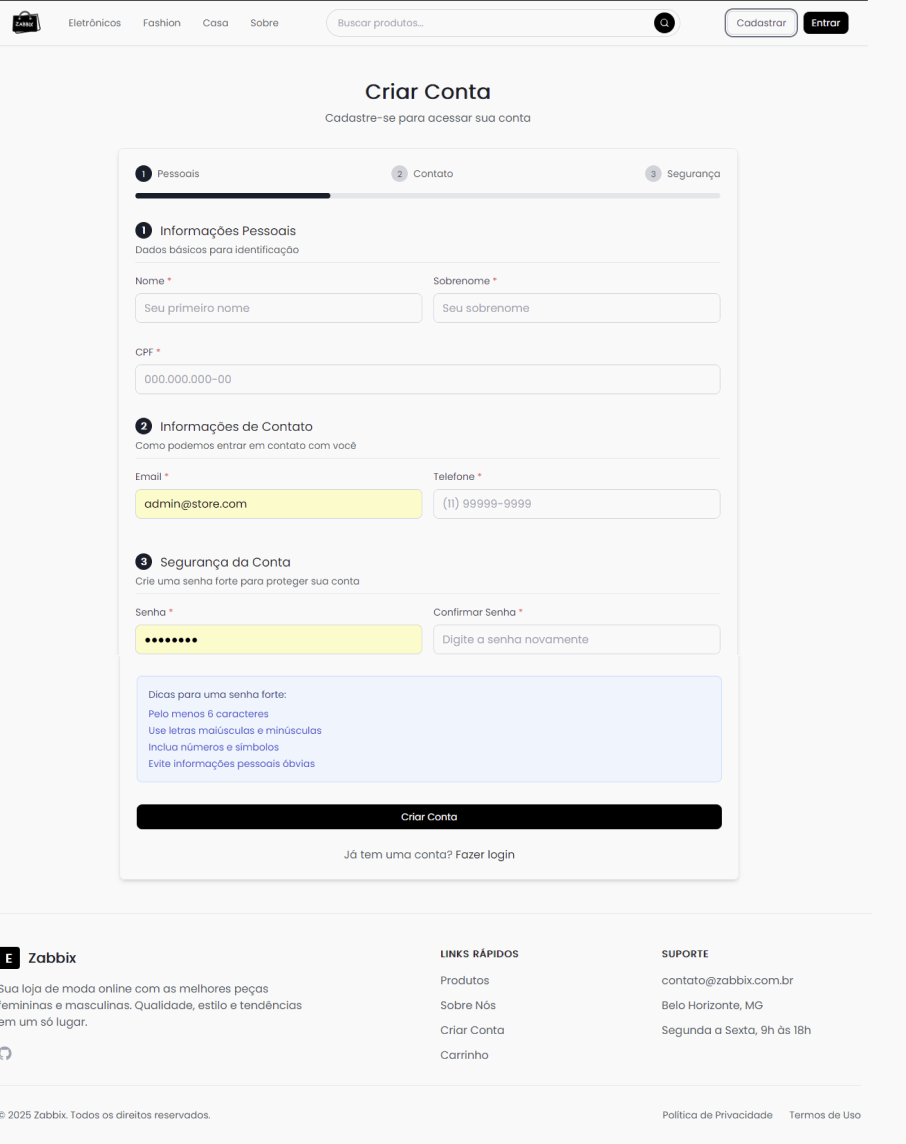 ZABBIX
Eletrônicos Fashion Casa Sobre
Buscar produtos...
Cadastrar Entrar
Criar Conta
Cadastre-se para acessar sua conta
1 Pessoais 2 Contato 3 Segurança
1 Informações Pessoais
Dados básicos para identificação
Nome * Sobrenome *
Seu primeiro nome Seu sobrenome
CPF *
000.000.000-00
2 Informações de Contato
Como podemos entrar em contato com você
Email * Telefone *
admin@store.com (11) 99999-9999
3 Segurança da Conta
Crie uma senha forte para proteger sua conta
Senha * Confirmar Senha *
•••••••• Digite a senha novamente
Dicas para uma senha forte:
Pelo menos 6 caracteres
Use letras maiúsculas e minúsculas
Inclua números e símbolos
Evite informações pessoais óbvias
Criar Conta
Já tem uma conta? Fazer login
E Zabbix
Sua loja de moda online com as melhores peças
femininas e masculinas. Qualidade, estilo e tendências
em um só lugar.
LINKS RÁPIDOS
Produtos
Sobre Nós
Criar Conta
Carrinho
SUPORTE
contato@zabbix.com.br
Belo Horizonte, MG
Segunda a Sexta, 9h às 18h
© 2025 Zabbix. Todos os direitos reservados.
Política de Privacidade Termos de Uso